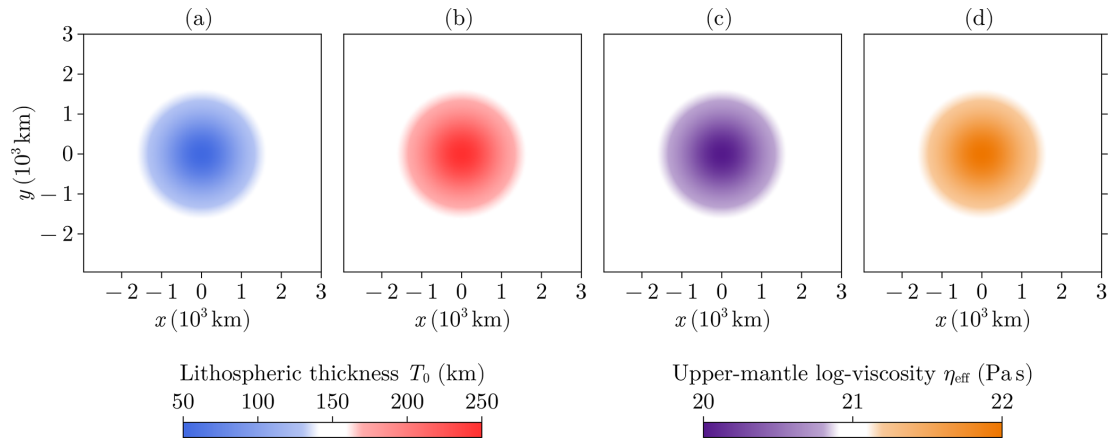 (a) (b) (c) (d)
3
2
1
0
− 1
− 2
y (10³ km)
− 2 − 1 0 1 2 3 − 2 − 1 0 1 2 3 − 2 − 1 0 1 2 3 − 2 − 1 0 1 2 3
x (10³ km) x (10³ km) x (10³ km) x (10³ km)
Lithospheric thickness T₀ (km)
50 100 150 200 250
Upper-mantle log-viscosity η_eff (Pa s)
20 21 22